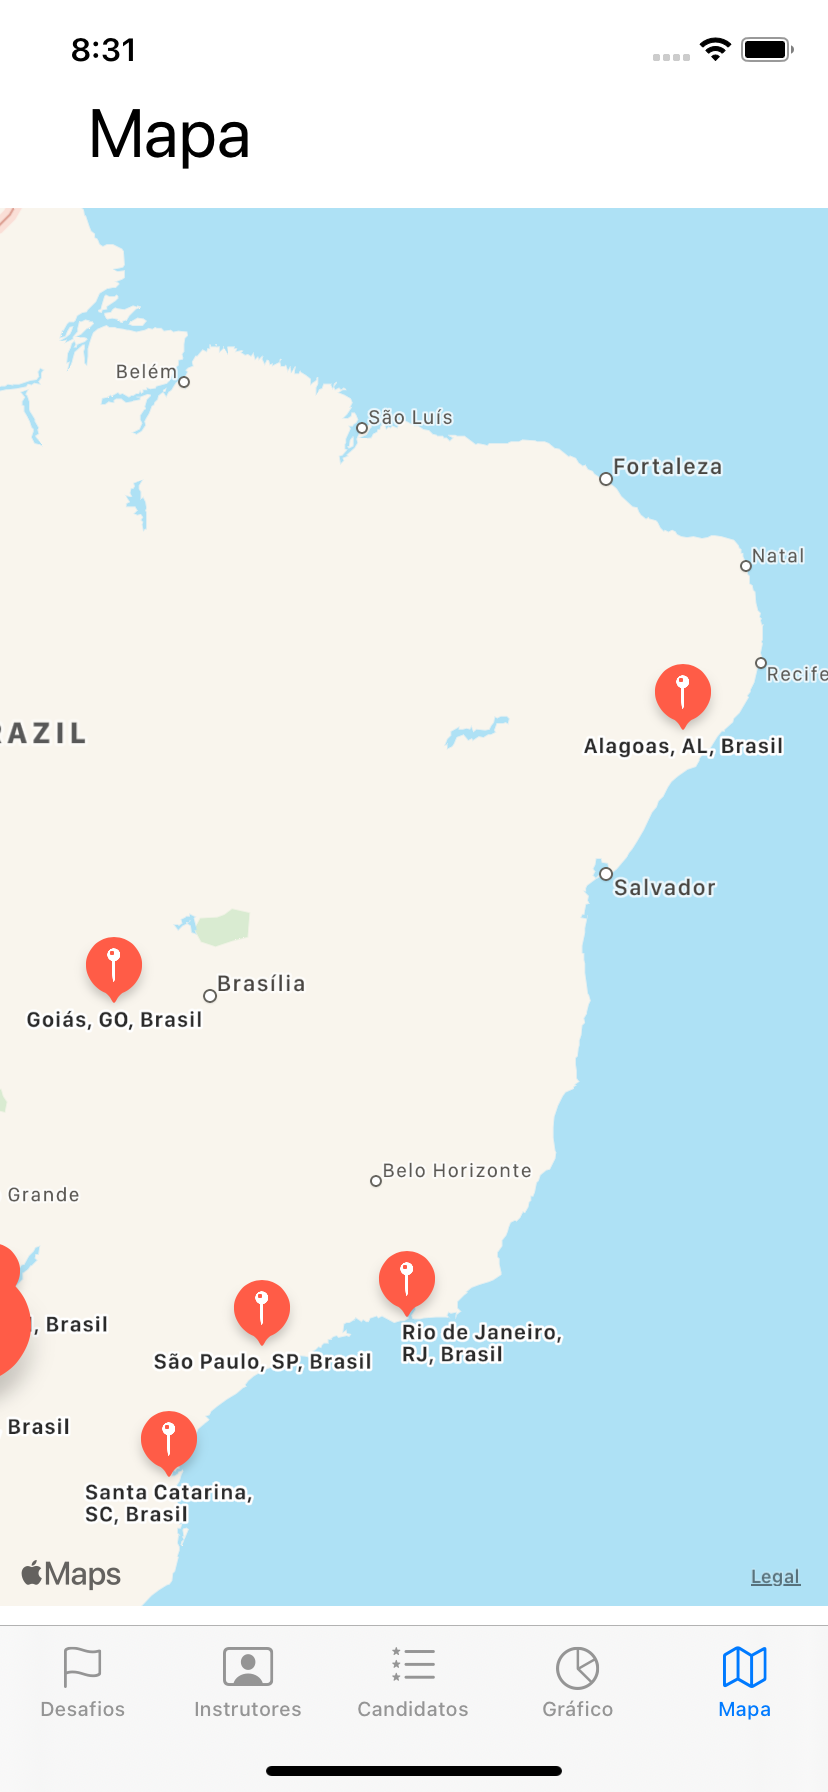 8:31
Mapa
Belém
São Luís
Fortaleza
Natal
Recife
RAZIL
Alagoas, AL, Brasil
Salvador
Brasília
Goiás, GO, Brasil
Belo Horizonte
Grande
, Brasil
Rio de Janeiro,
RJ, Brasil
São Paulo, SP, Brasil
Brasil
Santa Catarina,
SC, Brasil
Maps
Legal
Desafios
Instrutores
Candidatos
Gráfico
Mapa